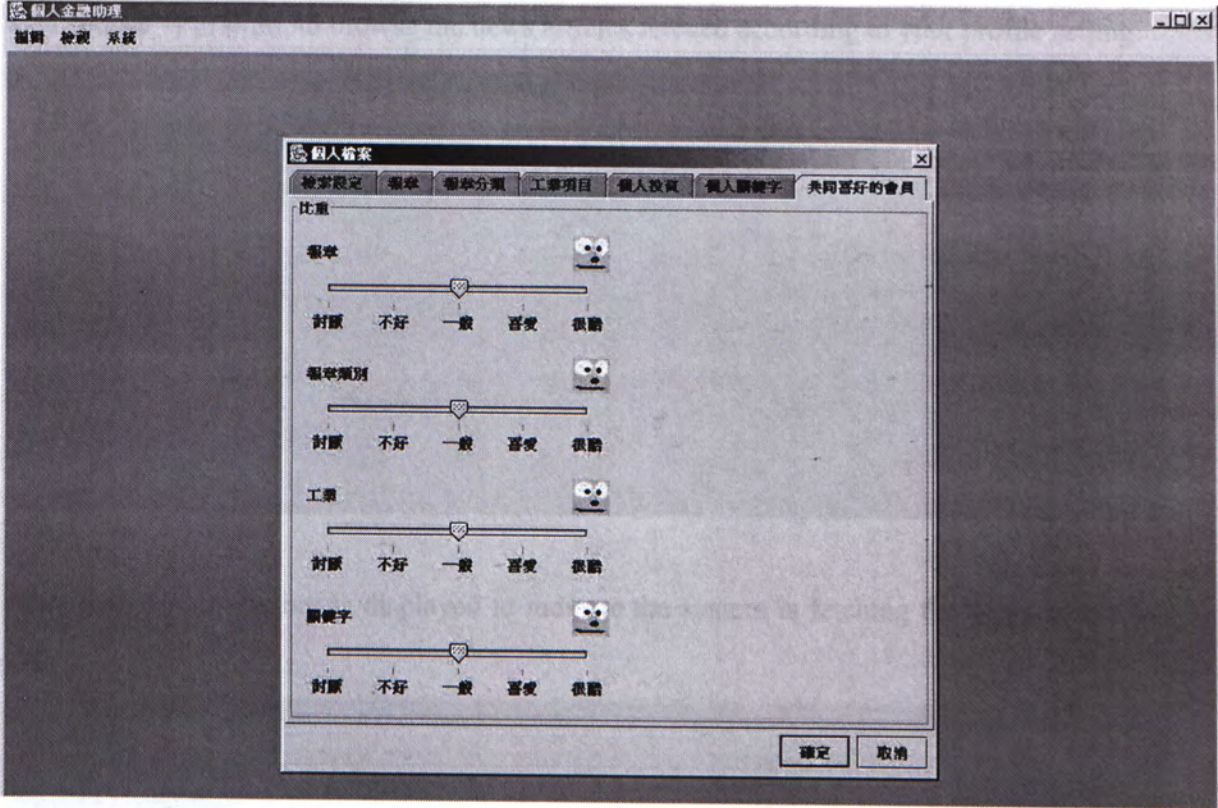 個人金融助理
編輯 檢視 系統
個人檔案
檔案設定 報章 報章分類 工業項目 個人投資 個人關鍵字 共同喜好的會員
比重
報章
討厭 不好 一般 喜愛 很酷
報章類別
討厭 不好 一般 喜愛 很酷
工業
討厭 不好 一般 喜愛 很酷
關鍵字
討厭 不好 一般 喜愛 很酷
確定 取消